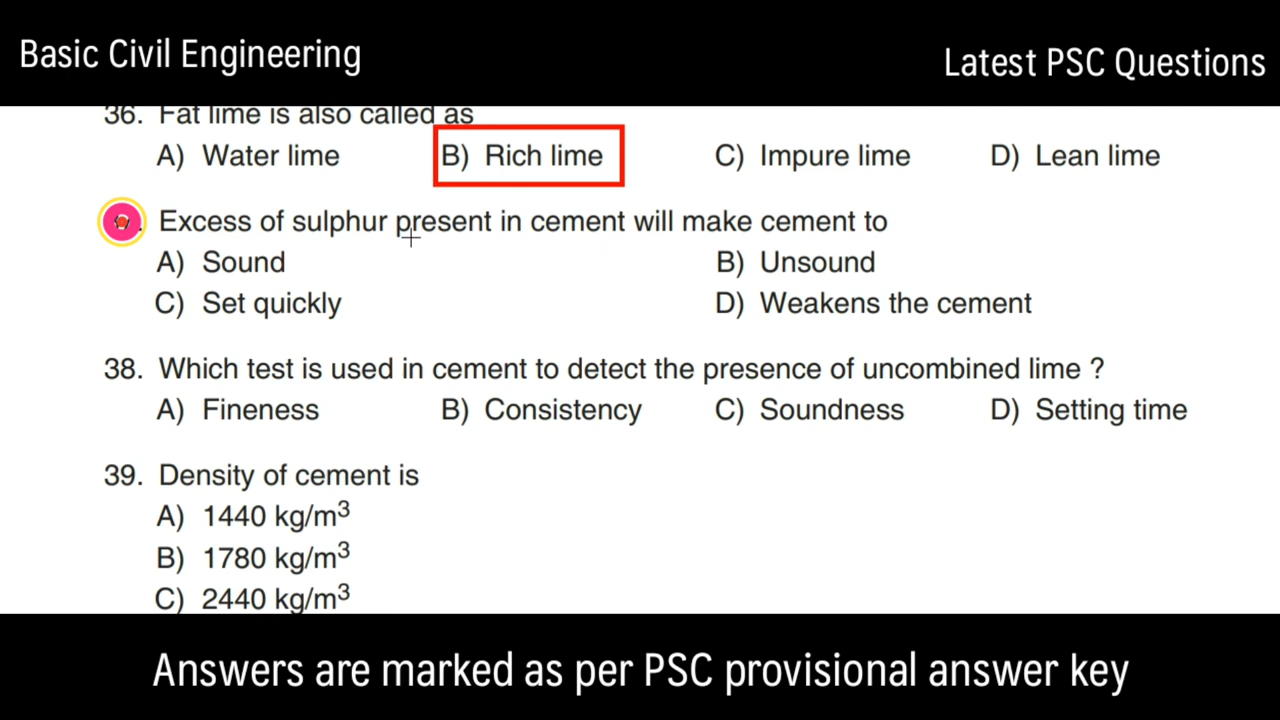 Basic Civil Engineering
Latest PSC Questions
36. Fat lime is also called as
A) Water lime B) Rich lime C) Impure lime D) Lean lime
Excess of sulphur present in cement will make cement to
A) Sound B) Unsound
C) Set quickly D) Weakens the cement
38. Which test is used in cement to detect the presence of uncombined lime ?
A) Fineness B) Consistency C) Soundness D) Setting time
39. Density of cement is
A) 1440 kg/m³
B) 1780 kg/m³
C) 2440 kg/m³
Answers are marked as per PSC provisional answer key